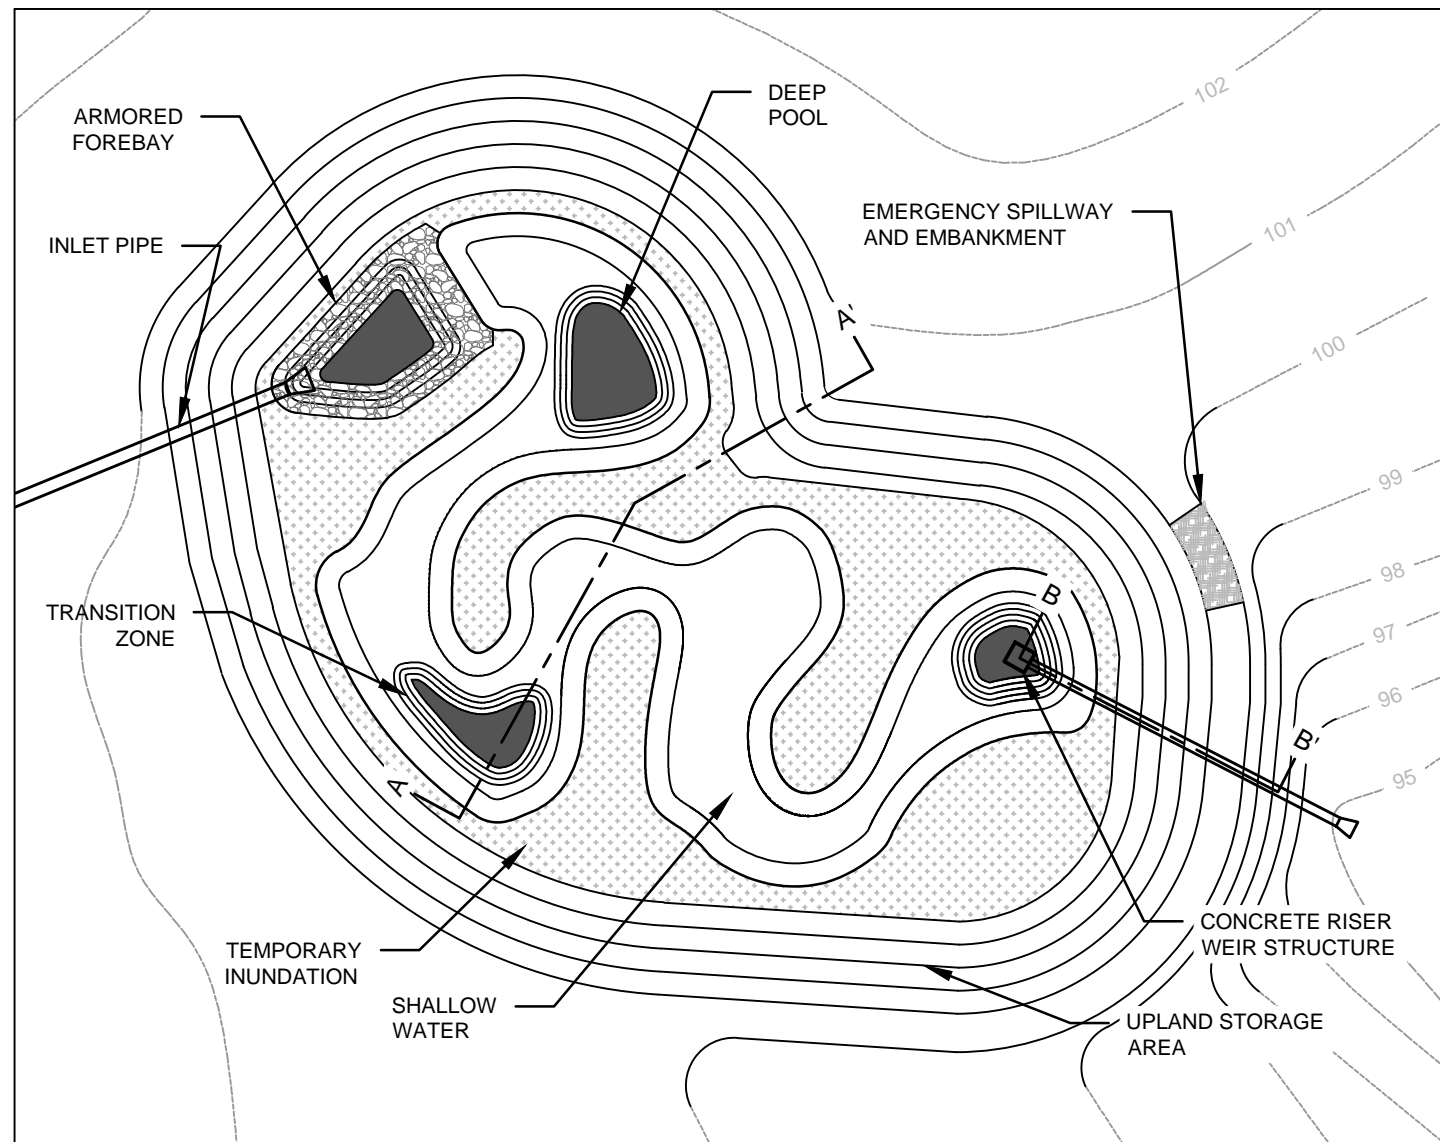 DEEP
POOL
102
ARMORED
FOREBAY
EMERGENCY SPILLWAY
AND EMBANKMENT
101
INLET PIPE
A'
100
99
98
B
TRANSITION
ZONE
97
96
B'
95
A
CONCRETE RISER
WEIR STRUCTURE
TEMPORARY
INUNDATION
SHALLOW
WATER
UPLAND STORAGE
AREA